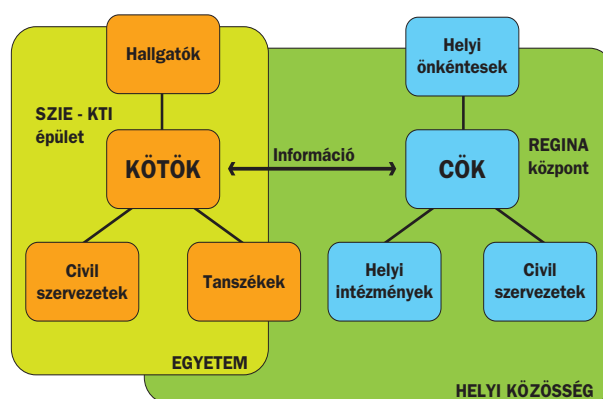 Hallgatók
Helyi
önkéntesek
SZIE - KTI
épület
KÖTÖK
Információ
CÖK
REGINA
központ
Civil
szervezetek
Tanszékek
Helyi
intézmények
Civil
szervezetek
EGYETEM
HELYI KÖZÖSSÉG